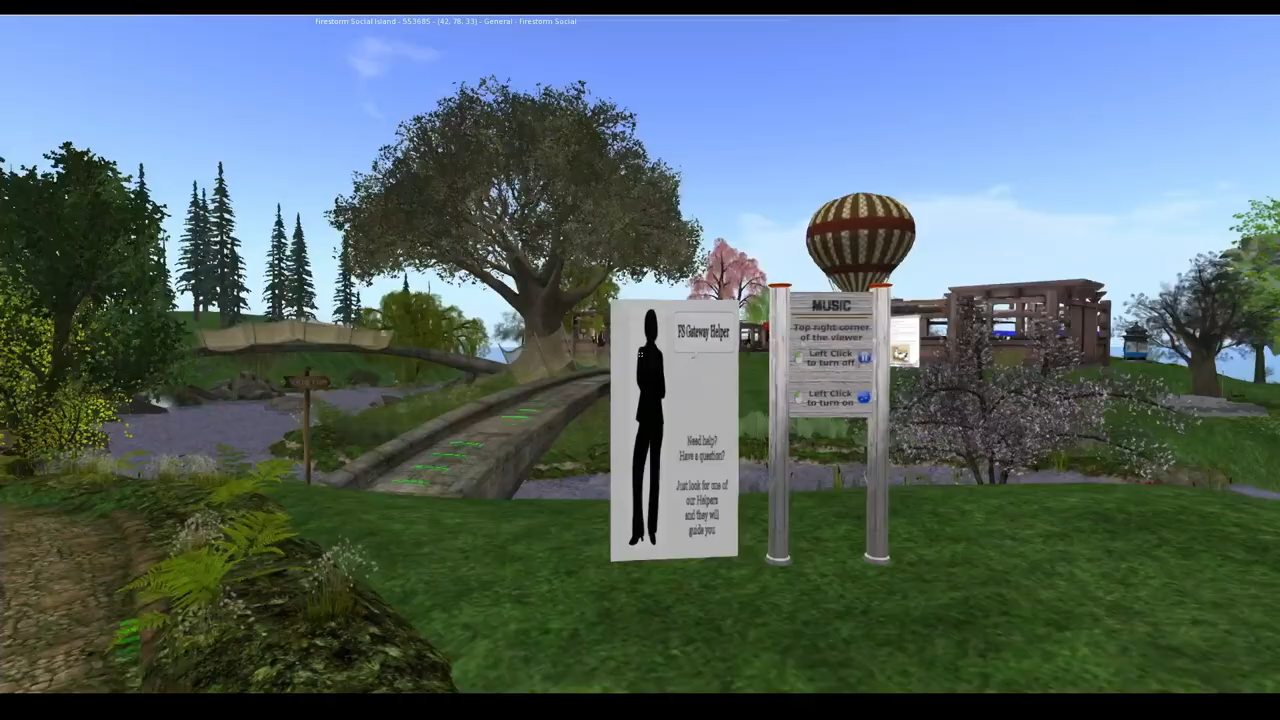 Firestorm Social Island - 553685 - (42, 78, 33) - General - Firestorm Social
FS Gateway Helper
Need help?
Have a question?
Just look for one of
our Helpers
and they will
guide you
MUSIC
Top right corner
of the viewer
Left Click
to turn off
Left Click
to turn on